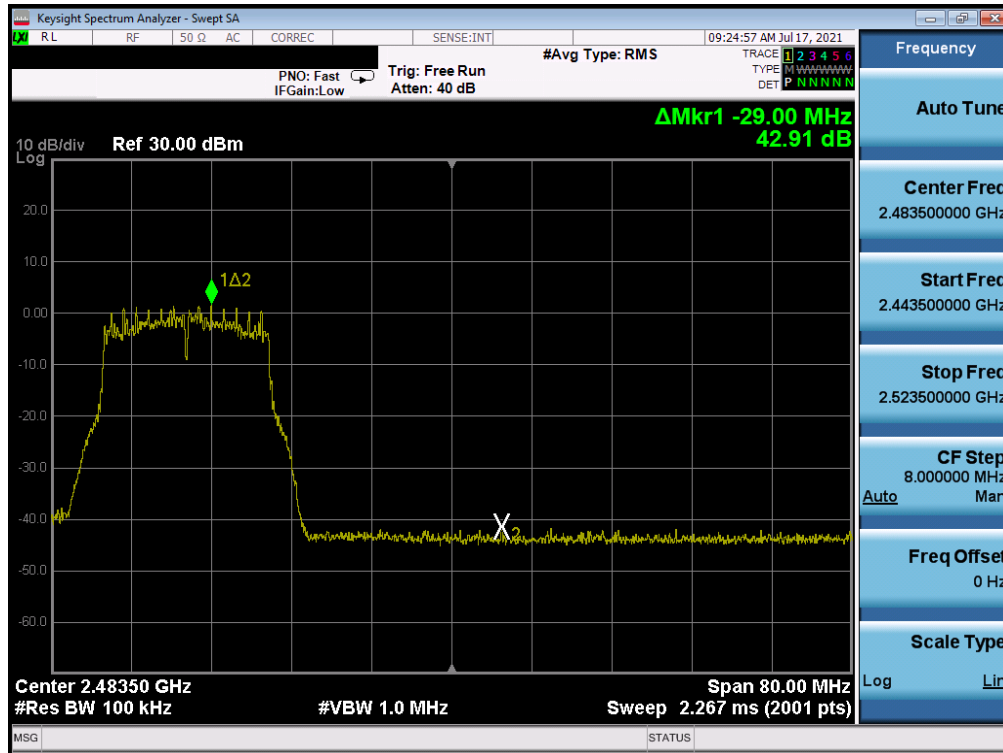 Keysight Spectrum Analyzer - Swept SA
LXI RL RF 50 Ω AC CORREC SENSE:INT 09:24:57 AM Jul 17, 2021
#Avg Type: RMS
TRACE 1 2 3 4 5 6
PNO: Fast Trig: Free Run
TYPE M W W W W W
IFGain:Low Atten: 40 dB
DET P N N N N N
ΔMkr1 -29.00 MHz
42.91 dB
10 dB/div Ref 30.00 dBm
Log
20.0
10.0
1Δ2
0.00
-10.0
-20.0
-30.0
-40.0
X2
-50.0
-60.0
Center 2.48350 GHz Span 80.00 MHz
#Res BW 100 kHz #VBW 1.0 MHz Sweep 2.267 ms (2001 pts)
MSG STATUS
Frequency
Auto Tune
Center Freq
2.483500000 GHz
Start Freq
2.443500000 GHz
Stop Freq
2.523500000 GHz
CF Step
8.000000 MHz
Auto Man
Freq Offset
0 Hz
Scale Type
Log Lin